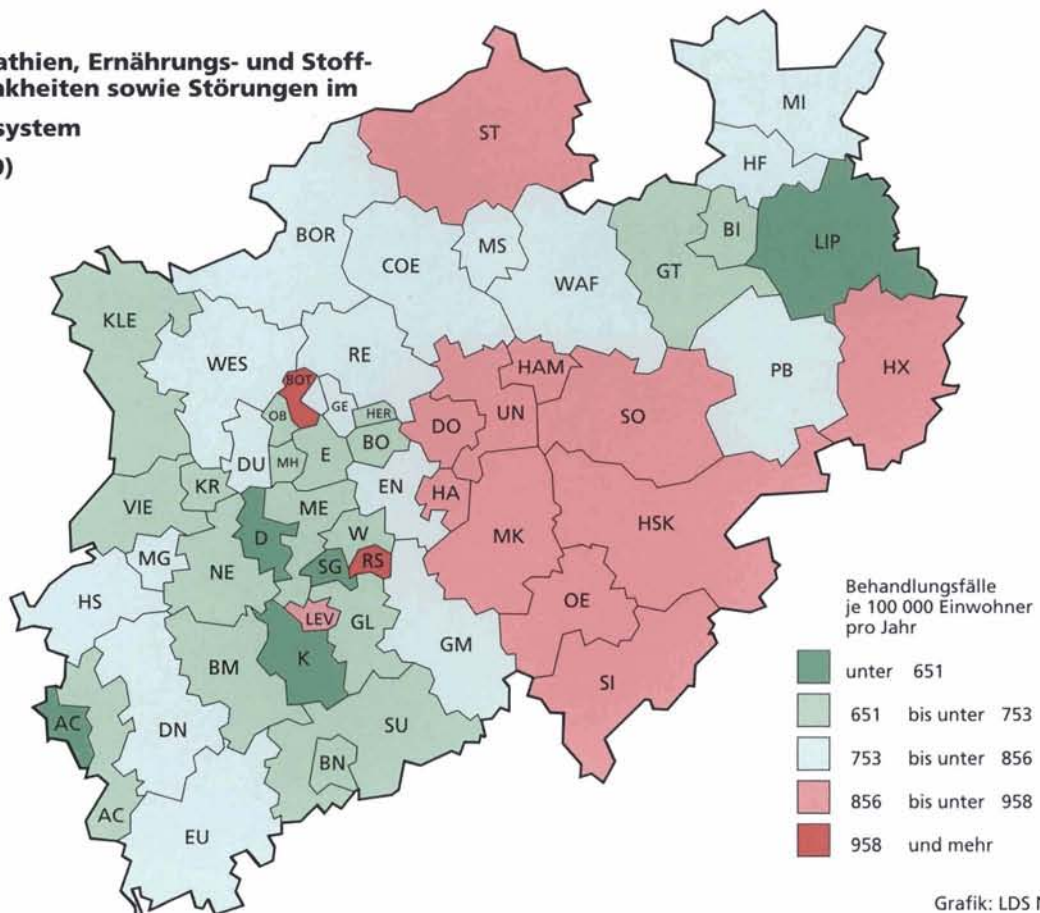 athien, Ernährungs- und Stoff-
nkheiten sowie Störungen im
system
0)
ST
MI
HF
BOR
COE
MS
WAF
GT
BI
LIP
KLE
WES
RE
HAM
PB
HX
BOT
OB
GE
HER
DO
UN
SO
DU
MH
E
BO
VIE
KR
EN
HA
ME
MK
HSK
D
W
MG
NE
SG
RS
HS
OE
LEV
GL
BM
K
GM
SI
AC
DN
SU
BN
AC
EU
Behandlungsfälle
je 100 000 Einwohner
pro Jahr
unter 651
651 bis unter 753
753 bis unter 856
856 bis unter 958
958 und mehr
Grafik: LDS N